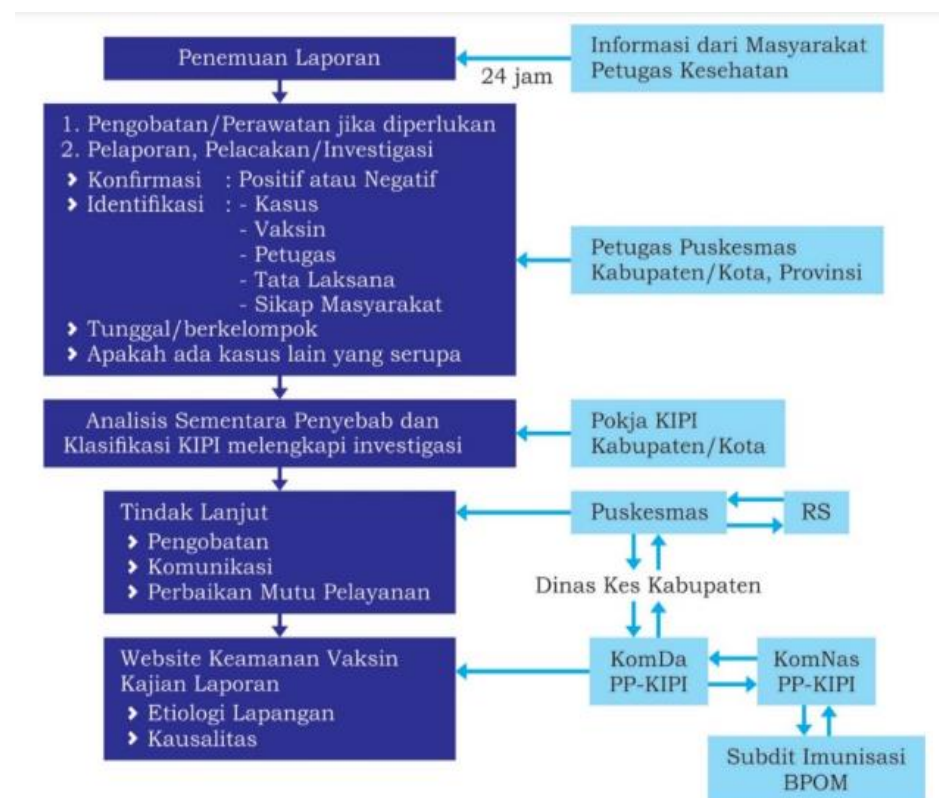 Penemuan Laporan
24 jam
Informasi dari Masyarakat
Petugas Kesehatan
1. Pengobatan/Perawatan jika diperlukan
2. Pelaporan, Pelacakan/Investigasi
Konfirmasi : Positif atau Negatif
Identifikasi : - Kasus
- Vaksin
- Petugas
- Tata Laksana
- Sikap Masyarakat
Tunggal/berkelompok
Apakah ada kasus lain yang serupa
Petugas Puskesmas
Kabupaten/Kota, Provinsi
Analisis Sementara Penyebab dan
Klasifikasi KIPI melengkapi investigasi
Pokja KIPI
Kabupaten/Kota
Tindak Lanjut
Pengobatan
Komunikasi
Perbaikan Mutu Pelayanan
Puskesmas
RS
Dinas Kes Kabupaten
Website Keamanan Vaksin
Kajian Laporan
Etiologi Lapangan
Kausalitas
KomDa
PP-KIPI
KomNas
PP-KIPI
Subdit Imunisasi
BPOM